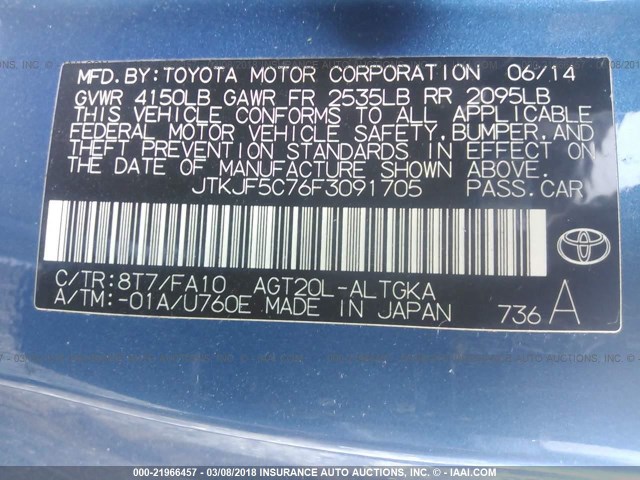 MFD.BY:TOYOTA MOTOR CORPORATION 06/14
GVWR 4150LB GAWR FR 2535LB RR 2095LB
THIS VEHICLE CONFORMS TO ALL APPLICABLE
FEDERAL MOTOR VEHICLE SAFETY, BUMPER, AND
THEFT PREVENTION STANDARDS IN EFFECT ON
THE DATE OF MANUFACTURE SHOWN ABOVE.
JTKJF5C76F3091705 PASS.CAR
TOYOTA
C/TR:8T7/FA10 AGT20L-ALTGKA
A/TM:-01A/U760E MADE IN JAPAN
736 A
000-21966457 - 03/08/2018 - INSURANCE AUTO AUCTIONS INC. - © - IAAI.COM